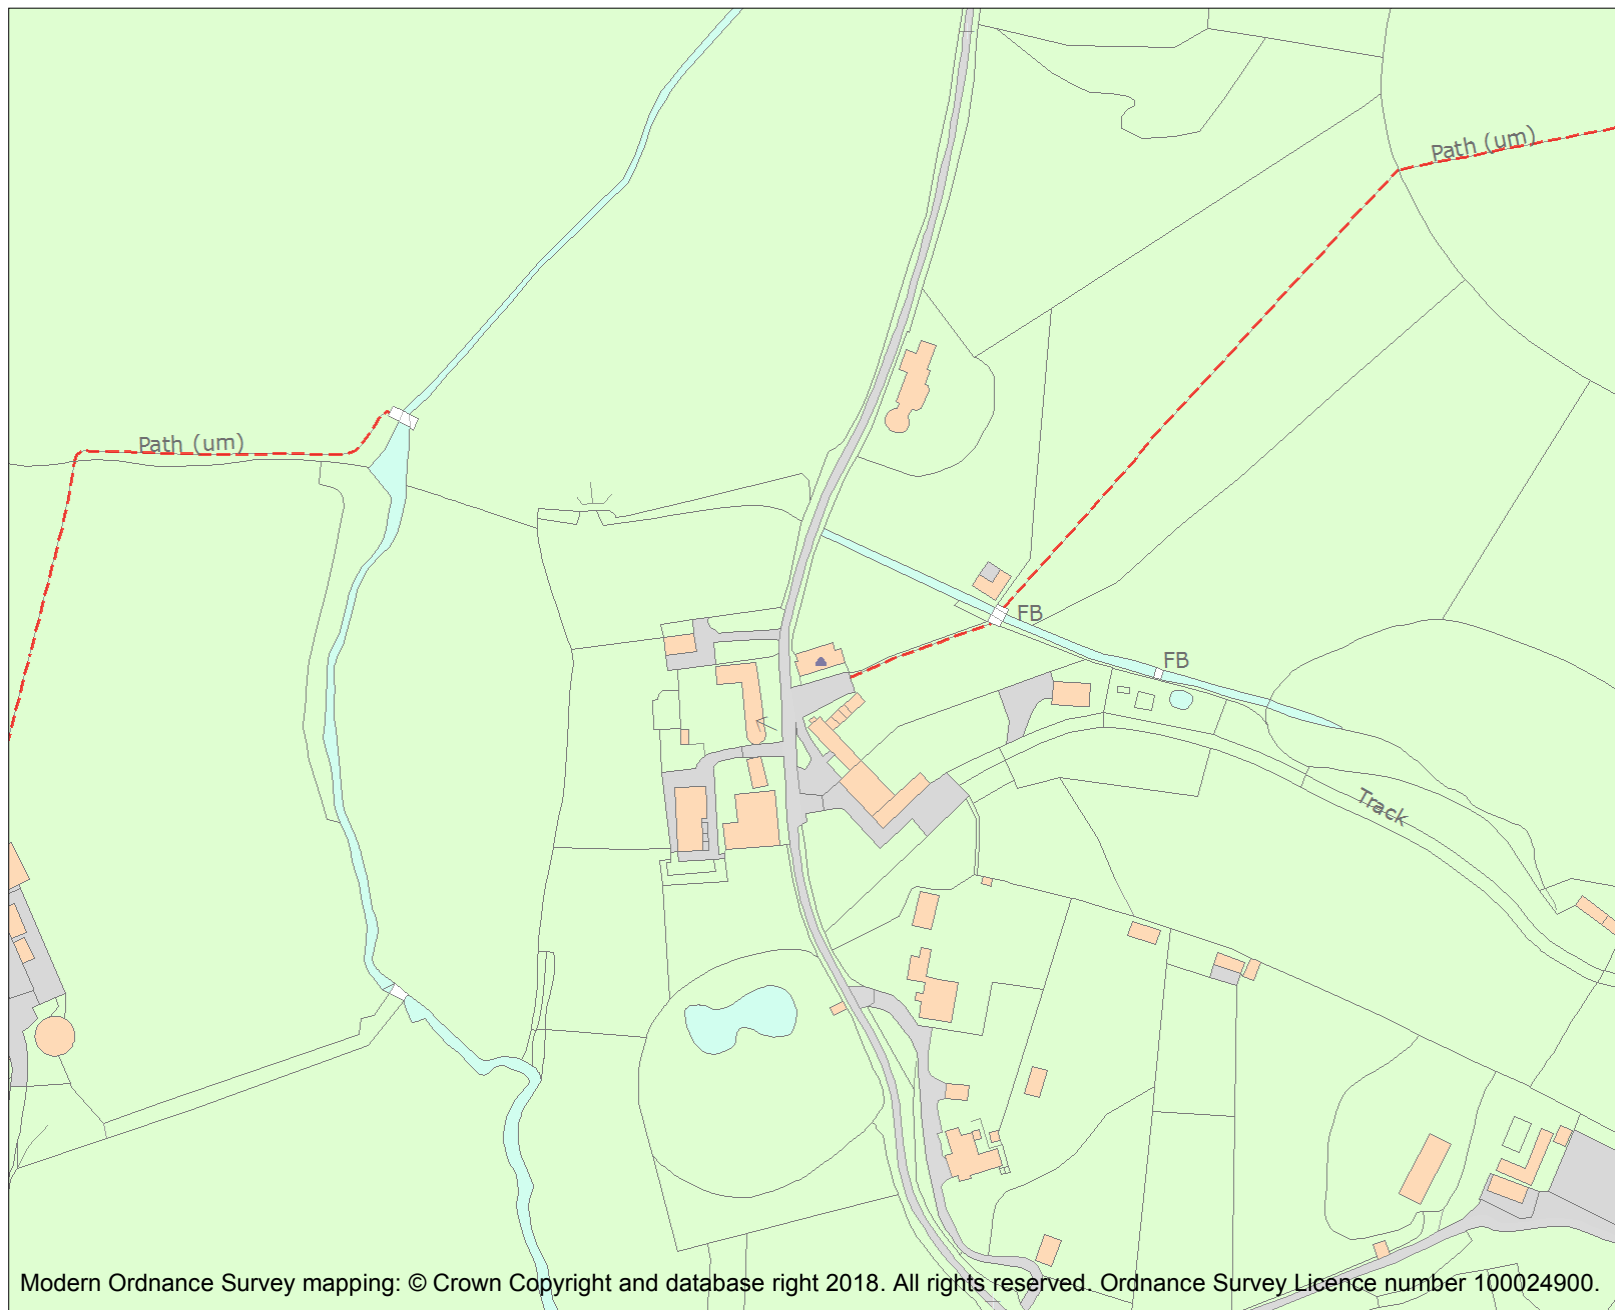 Path (um)
Path (um)
FB
FB
Track
Modern Ordnance Survey mapping: © Crown Copyright and database right 2018. All rights reserved. Ordnance Survey Licence number 100024900.